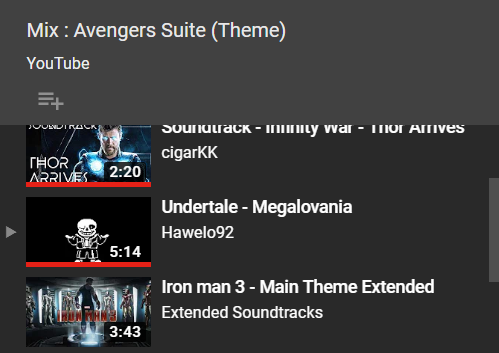 Mix : Avengers Suite (Theme)
YouTube
SOUNDTRACK
THOR
ARRIVES
2:20
Soundtrack - Infinity War - Thor Arrives
cigarKK
5:14
Undertale - Megalovania
Hawelo92
IRON MAN 3
3:43
Iron man 3 - Main Theme Extended
Extended Soundtracks